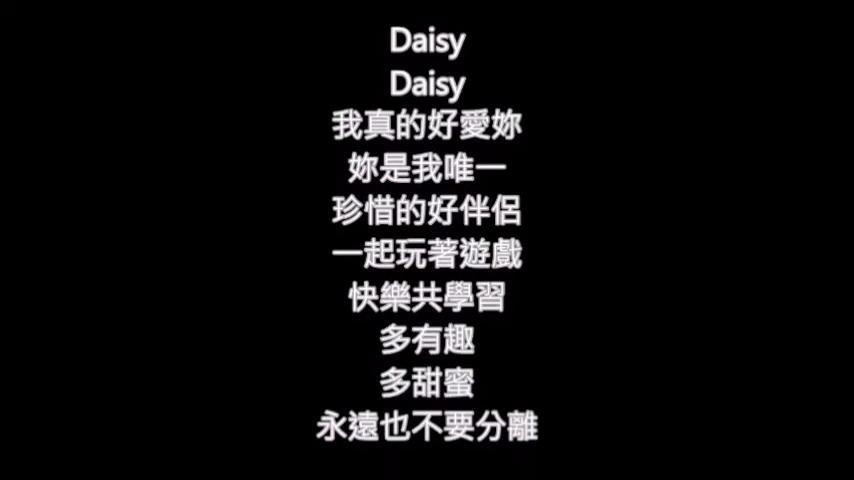 Daisy
Daisy
我真的好愛妳
妳是我唯一
珍惜的好伴侶
一起玩著遊戲
快樂共學習
多有趣
多甜蜜
永遠也不要分離